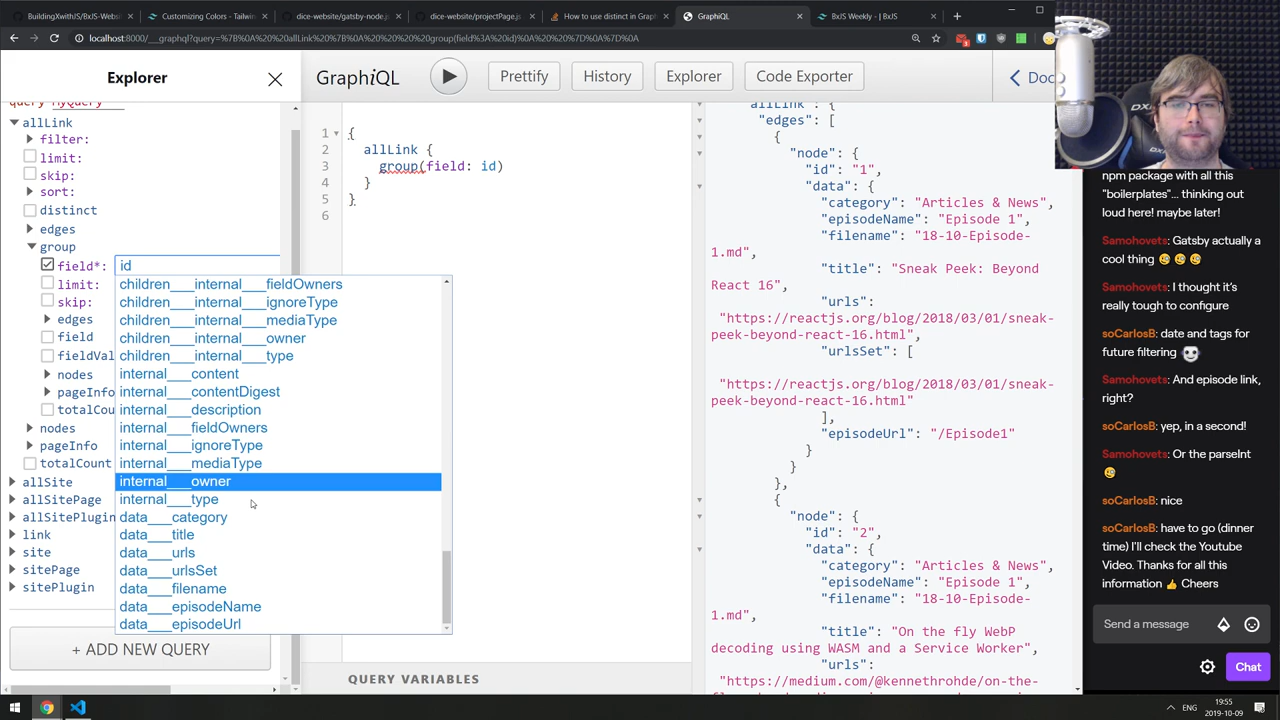 BuildingXwithJS/BxJS-Websi
Customizing Colors - Tailwin
dice-website/gatsby-node.j
dice-website/projectPage.js
How to use distinct in Graph
GraphiQL
BxJS Weekly - | BxJS
localhost:8000/___graphql?query=%7B%0A%20%20allLink%20%7B%0A%20%20%20%20group(field%3A%20id)%0A%20%20%7D%0A%7D%0A
Explorer
query MyQuery
allLink
filter:
limit:
skip:
sort:
distinct
edges
group
field*: id
limit:
skip:
edges
field
fieldVal
nodes
pageInfo
totalCou
nodes
pageInfo
totalCount
allSite
allSitePage
allSitePlugin
link
site
sitePage
sitePlugin
+ ADD NEW QUERY
children___internal___fieldOwners
children___internal___ignoreType
children___internal___mediaType
children___internal___owner
children___internal___type
internal___content
internal___contentDigest
internal___description
internal___fieldOwners
internal___ignoreType
internal___mediaType
internal___owner
internal___type
data___category
data___title
data___urls
data___urlsSet
data___filename
data___episodeName
data___episodeUrl
GraphiQL
Prettify
History
Explorer
Code Exporter
Doc
1 {
2 allLink {
3 group(field: id)
4 }
5 }
6
QUERY VARIABLES
"allLink": {
"edges": [
{
"node": {
"id": "1",
"data": {
"category": "Articles & News",
"episodeName": "Episode 1",
"filename": "18-10-Episode-
1.md",
"title": "Sneak Peek: Beyond
React 16",
"urls":
"https://reactjs.org/blog/2018/03/01/sneak-
peek-beyond-react-16.html",
"urlsSet": [
"https://reactjs.org/blog/2018/03/01/sneak-
peek-beyond-react-16.html"
],
"episodeUrl": "/Episode1"
}
}
},
{
"node": {
"id": "2",
"data": {
"category": "Articles & News",
"episodeName": "Episode 1",
"filename": "18-10-Episode-
1.md",
"title": "On the fly WebP
decoding using WASM and a Service Worker",
"urls":
"https://medium.com/@kennethrohde/on-the-
npm package with all this
"boilerplates"... thinking out
loud here! maybe later!
Samohovets: Gatsby actually a
cool thing
Samohovets: I thought it's
really tough to configure
soCarlosB: date and tags for
future filtering
Samohovets: And episode link,
right?
soCarlosB: yep, in a second!
Samohovets: Or the parseInt
soCarlosB: nice
soCarlosB: have to go (dinner
time) I'll check the Youtube
Video. Thanks for all this
information 👍 Cheers
Send a message
Chat
ENG
19:55
2019-10-09